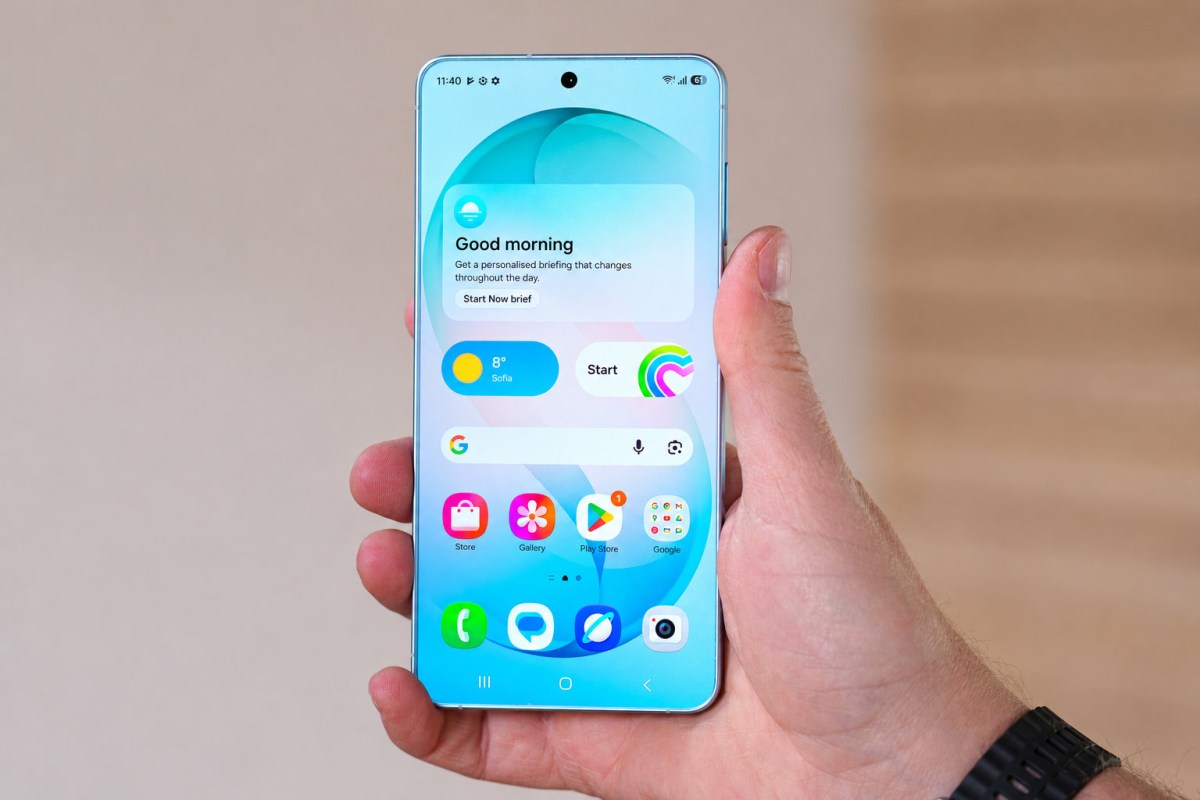 11:40
61
Good morning
Get a personalised briefing that changes
throughout the day.
Start Now brief
8°
Sofia
Start
Store
Gallery
1
Play Store
Google